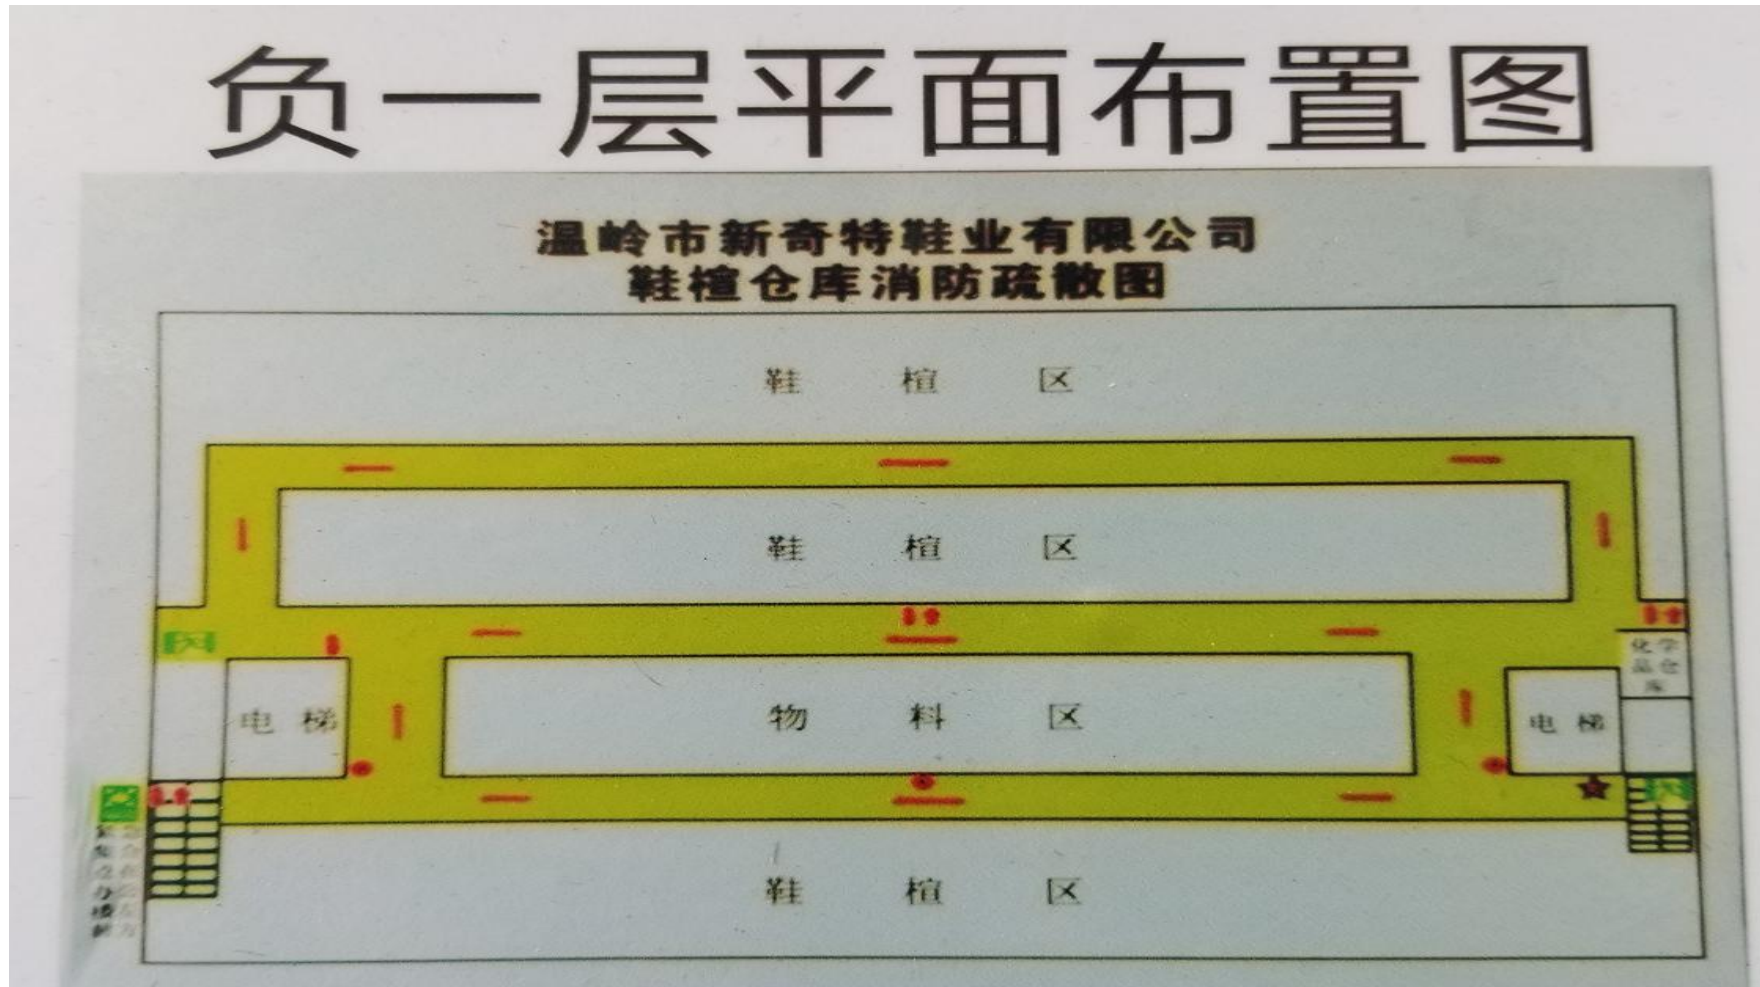 负一层平面布置图
温岭市新奇特鞋业有限公司
鞋楦仓库消防疏散图
鞋楦区
鞋楦区
化学
品仓
库
电梯
物料区
电梯
鞋楦区